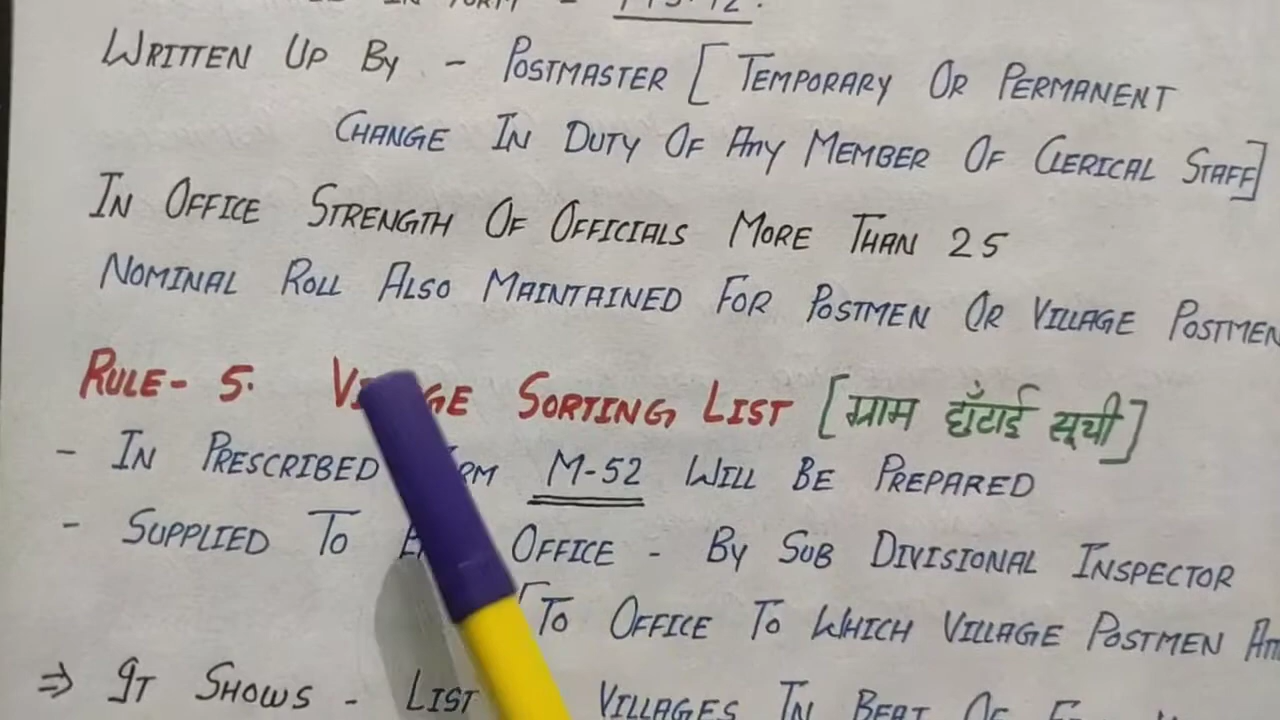 IN FORM -
WRITTEN UP BY - POSTMASTER [TEMPORARY OR PERMANENT
CHANGE IN DUTY OF ANY MEMBER OF CLERICAL STAFF]
IN OFFICE STRENGTH OF OFFICIALS MORE THAN 25
NOMINAL ROLL ALSO MAINTAINED FOR POSTMEN OR VILLAGE POSTMEN
RULE- 5. SORTING LIST [ग्राम छाँटाई सूची]
- IN PRESCRIBED M-52 WILL BE PREPARED
- SUPPLIED TO OFFICE - BY SUB DIVISIONAL INSPECTOR
[TO OFFICE TO WHICH VILLAGE POSTMEN
⇒ IT SHOWS - LIST VILLAGES IN BEAT OF